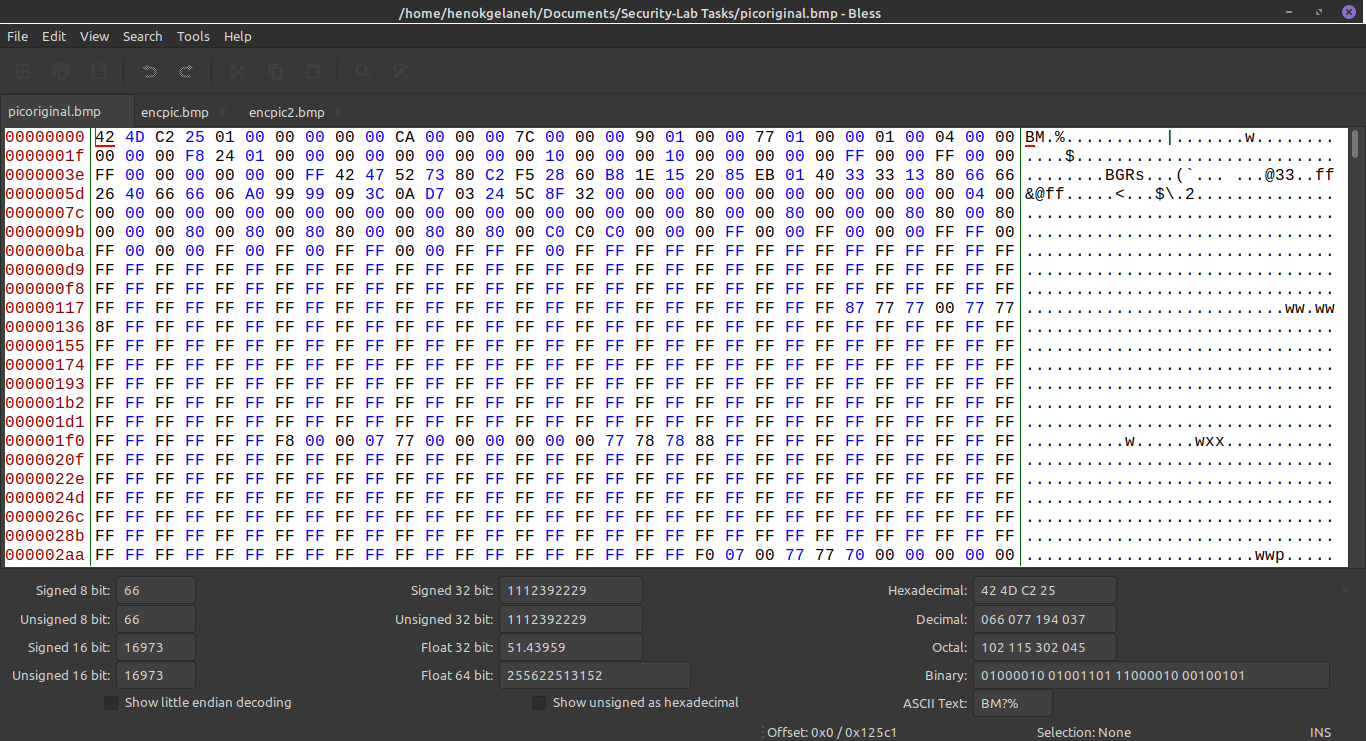 /home/henokgelaneh/Documents/Security-Lab Tasks/picoriginal.bmp - Bless
File Edit View Search Tools Help
picoriginal.bmp encpic.bmp encpic2.bmp
00000000 42 4D C2 25 01 00 00 00 00 00 CA 00 00 00 7C 00 00 00 90 01 00 00 77 01 00 00 01 00 04 00 00 BM.%..........|.......w........
0000001f 00 00 00 F8 24 01 00 00 00 00 00 00 00 00 00 10 00 00 00 10 00 00 00 00 00 FF 00 00 FF 00 00 ....$..........................
0000003e FF 00 00 00 00 00 00 FF 42 47 52 73 80 C2 F5 28 60 B8 1E 15 20 85 EB 01 40 33 33 13 80 66 66 ........BGRs...(`... ...@33..ff
0000005d 26 40 66 66 06 A0 99 99 09 3C 0A D7 03 24 5C 8F 32 00 00 00 00 00 00 00 00 00 00 00 00 04 00 &@ff.....<...$\.2..............
0000007c 00 00 00 00 00 00 00 00 00 00 00 00 00 00 00 00 00 00 00 00 80 00 00 80 00 00 00 80 80 00 80 ...............................
0000009b 00 00 00 80 00 80 00 80 80 00 00 80 80 80 00 C0 C0 C0 00 00 00 FF 00 00 FF 00 00 00 FF FF 00 ...............................
000000ba FF 00 00 00 FF 00 FF 00 FF FF 00 00 FF FF FF 00 FF FF FF FF FF FF FF FF FF FF FF FF FF FF FF ...............................
000000d9 FF FF FF FF FF FF FF FF FF FF FF FF FF FF FF FF FF FF FF FF FF FF FF FF FF FF FF FF FF FF FF ...............................
000000f8 FF FF FF FF FF FF FF FF FF FF FF FF FF FF FF FF FF FF FF FF FF FF FF FF FF FF FF FF FF FF FF ...............................
00000117 FF FF FF FF FF FF FF FF FF FF FF FF FF FF FF FF FF FF FF FF FF FF FF FF FF 87 77 77 00 77 77 ..........................ww.ww
00000136 8F FF FF FF FF FF FF FF FF FF FF FF FF FF FF FF FF FF FF FF FF FF FF FF FF FF FF FF FF FF FF ...............................
00000155 FF FF FF FF FF FF FF FF FF FF FF FF FF FF FF FF FF FF FF FF FF FF FF FF FF FF FF FF FF FF FF ...............................
00000174 FF FF FF FF FF FF FF FF FF FF FF FF FF FF FF FF FF FF FF FF FF FF FF FF FF FF FF FF FF FF FF ...............................
00000193 FF FF FF FF FF FF FF FF FF FF FF FF FF FF FF FF FF FF FF FF FF FF FF FF FF FF FF FF FF FF FF ...............................
000001b2 FF FF FF FF FF FF FF FF FF FF FF FF FF FF FF FF FF FF FF FF FF FF FF FF FF FF FF FF FF FF FF ...............................
000001d1 FF FF FF FF FF FF FF FF FF FF FF FF FF FF FF FF FF FF FF FF FF FF FF FF FF FF FF FF FF FF FF ...............................
000001f0 FF FF FF FF FF FF F8 00 00 07 77 00 00 00 00 00 00 77 78 78 88 FF FF FF FF FF FF FF FF FF FF ..........w......wxx...........
0000020f FF FF FF FF FF FF FF FF FF FF FF FF FF FF FF FF FF FF FF FF FF FF FF FF FF FF FF FF FF FF FF ...............................
0000022e FF FF FF FF FF FF FF FF FF FF FF FF FF FF FF FF FF FF FF FF FF FF FF FF FF FF FF FF FF FF FF ...............................
0000024d FF FF FF FF FF FF FF FF FF FF FF FF FF FF FF FF FF FF FF FF FF FF FF FF FF FF FF FF FF FF FF ...............................
0000026c FF FF FF FF FF FF FF FF FF FF FF FF FF FF FF FF FF FF FF FF FF FF FF FF FF FF FF FF FF FF FF ...............................
0000028b FF FF FF FF FF FF FF FF FF FF FF FF FF FF FF FF FF FF FF FF FF FF FF FF FF FF FF FF FF FF FF ...............................
000002aa FF FF FF FF FF FF FF FF FF FF FF FF FF FF FF FF FF FF FF FF F0 07 00 77 77 70 00 00 00 00 00 .......................wwp.....
Signed 8 bit: 66 Signed 32 bit: 1112392229 Hexadecimal: 42 4D C2 25
Unsigned 8 bit: 66 Unsigned 32 bit: 1112392229 Decimal: 066 077 194 037
Signed 16 bit: 16973 Float 32 bit: 51.43959 Octal: 102 115 302 045
Unsigned 16 bit: 16973 Float 64 bit: 255622513152 Binary: 01000010 01001101 11000010 00100101
Show little endian decoding Show unsigned as hexadecimal ASCII Text: BM?%
Offset: 0x0 / 0x125c1 Selection: None INS